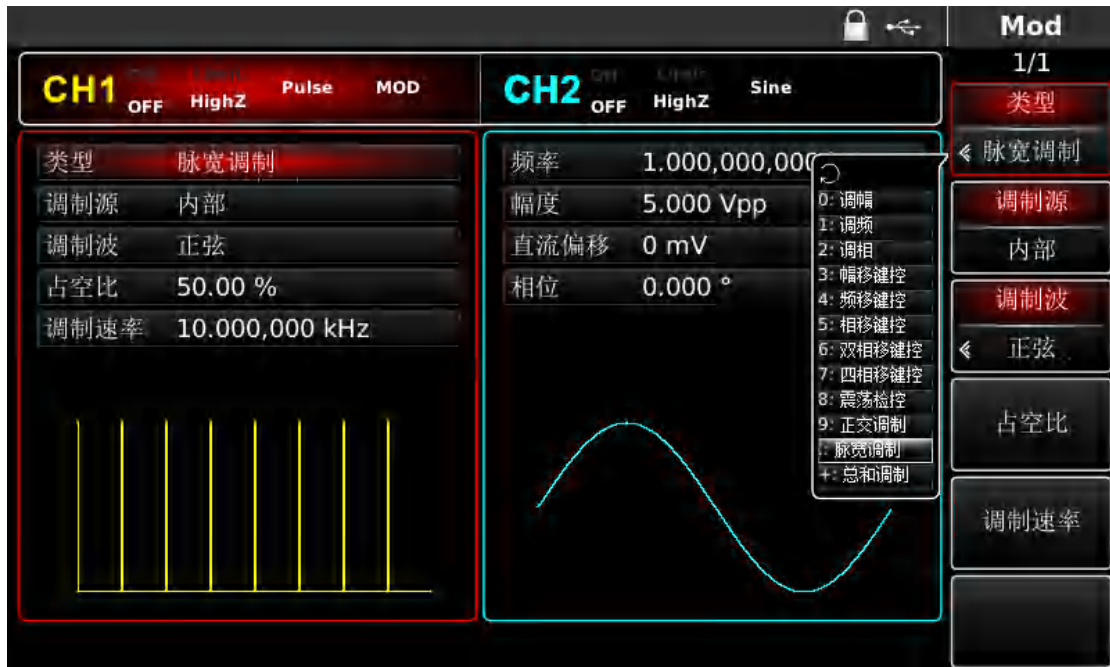 Mod
1/1
CH1 OFF HighZ Pulse MOD
CH2 OFF HighZ Sine
类型 脉宽调制
调制源 内部
调制波 正弦
占空比 50.00 %
调制速率 10.000,000 kHz
频率 1.000,000,000
幅度 5.000 Vpp
直流偏移 0 mV
相位 0.000 °
0: 调幅
1: 调频
2: 调相
3: 幅移键控
4: 频移键控
5: 相移键控
6: 双相移键控
7: 四相移键控
8: 震荡检控
9: 正交调制
.: 脉宽调制
+: 总和调制
类型
脉宽调制
调制源
内部
调制波
正弦
占空比
调制速率